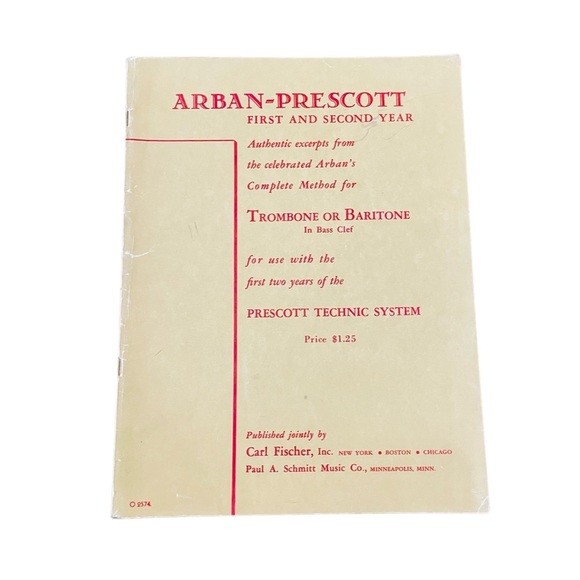 ARBAN-PRESCOTT
FIRST AND SECOND YEAR
Authentic excerpts from
the celebrated Arban's
Complete Method for
TROMBONE OR BARITONE
In Bass Clef
for use with the
first two years of the
PRESCOTT TECHNIC SYSTEM
Price $1.25
Published jointly by
Carl Fischer, Inc. NEW YORK • BOSTON • CHICAGO
Paul A. Schmitt Music Co., MINNEAPOLIS, MINN.
O 2574.